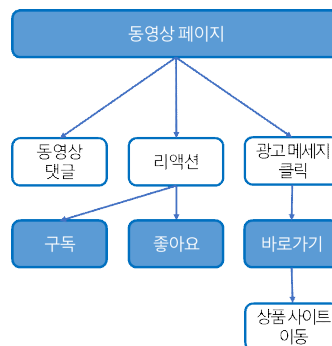 동영상 페이지
동영상
댓글
리액션
광고 메세지
클릭
구독
좋아요
바로가기
상품 사이트
이동